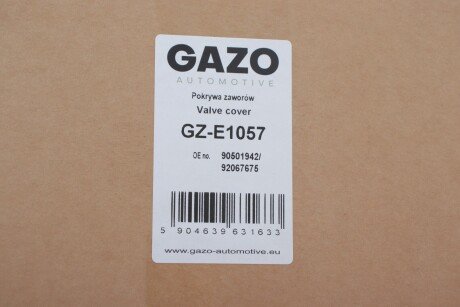 GAZO
AUTOMOTIVE
Pokrywa zaworów
Valve cover
GZ-E1057
OE no. 90501942/
92067675
5 904639 631633
www.gazo-automotive.eu